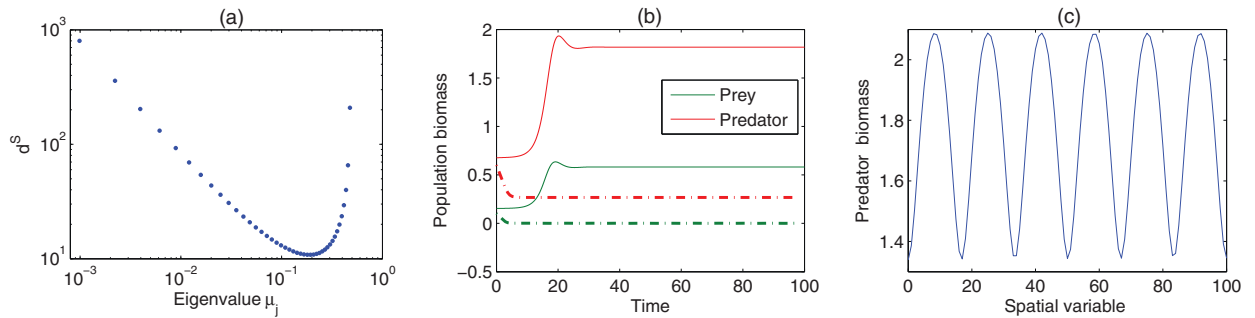 (a)
10^3
10^2
10^1
d^S
10^−3
10^−2
10^−1
10^0
Eigenvalue μ_j
(b)
2
1.5
1
0.5
0
−0.5
Population biomass
Prey
Predator
0
20
40
60
80
100
Time
(c)
2
1.8
1.6
1.4
Predator biomass
0
20
40
60
80
100
Spatial variable